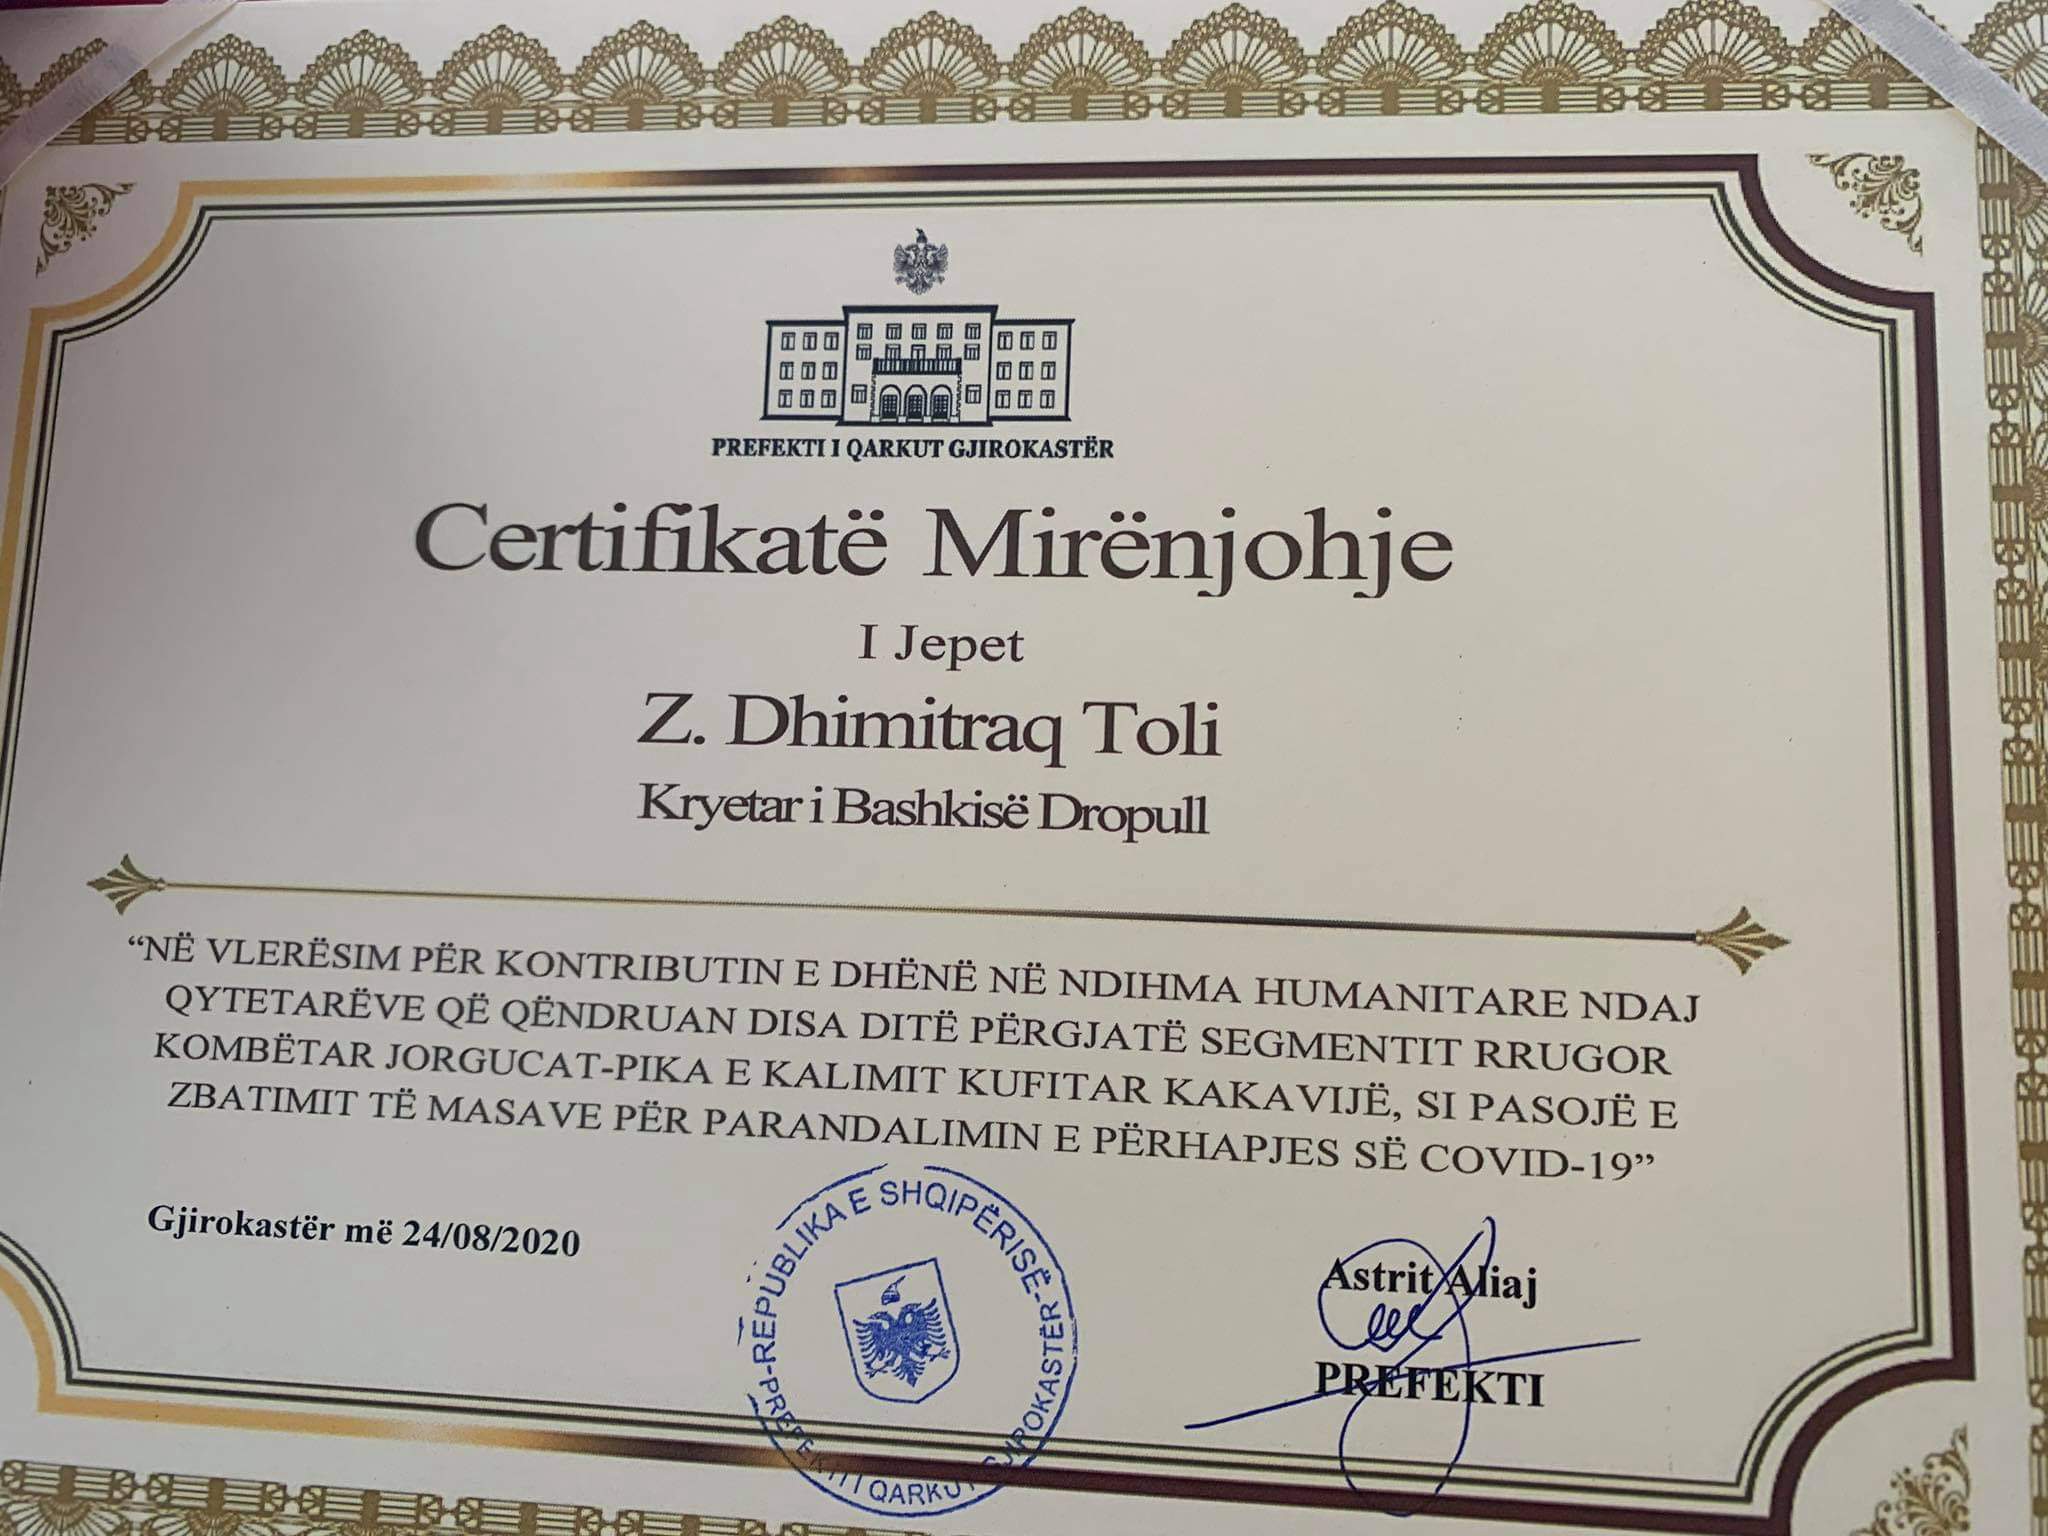 PREFEKTI I QARKUT GJIROKASTËR
Certifikatë Mirënjohje
I Jepet
Z. Dhimitraq Toli
Kryetar i Bashkisë Dropull
“NË VLERËSIM PËR KONTRIBUTIN E DHËNË NË NDIHMA HUMANITARE NDAJ
QYTETARËVE QË QËNDRUAN DISA DITË PËRGJATË SEGMENTIT RRUGOR
KOMBËTAR JORGUCAT-PIKA E KALIMIT KUFITAR KAKAVIJË, SI PASOJË E
ZBATIMIT TË MASAVE PËR PARANDALIMIN E PËRHAPJES SË COVID-19”
Gjirokastër më 24/08/2020
REPUBLIKA E SHQIPËRISË
PREFEKTI I QARKUT GJIROKASTËR
Astrit Aliaj
PREFEKTI